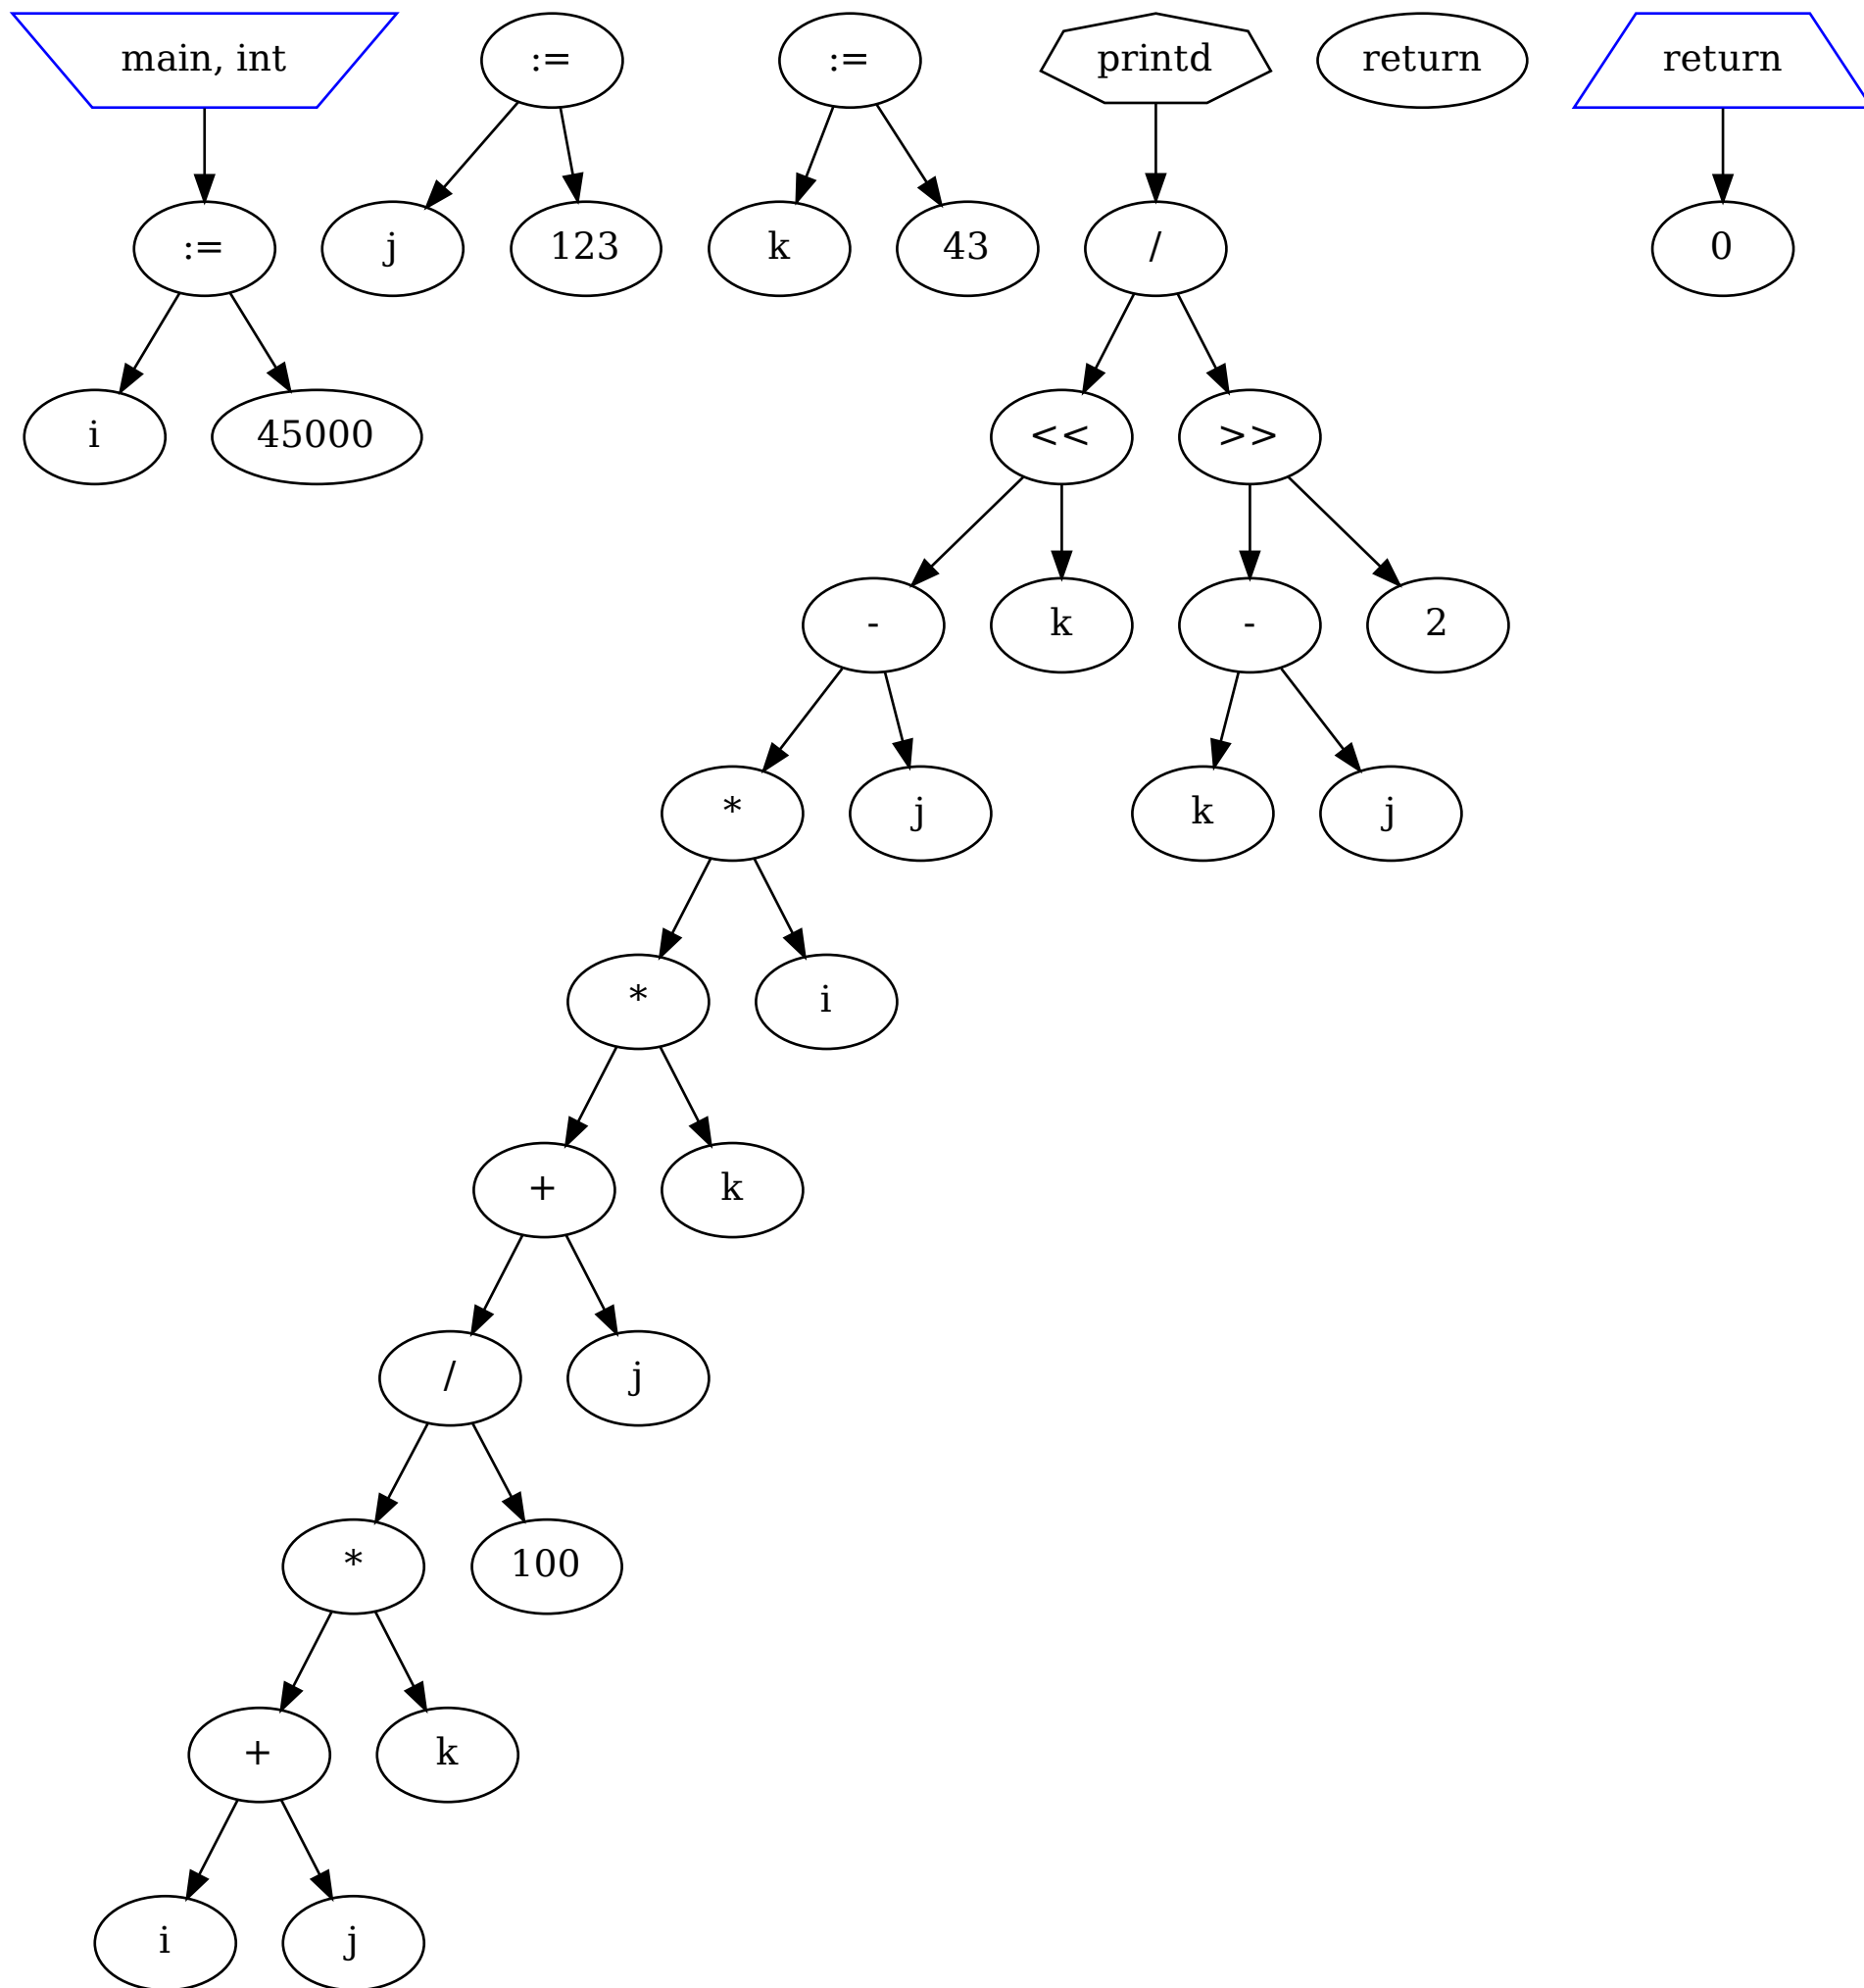 main, int
:=
:=
printd
return
return
:=
j
123
k
43
/
0
i
45000
<<
>>
-
k
-
2
*
j
k
j
*
i
+
k
/
j
*
100
+
k
i
j